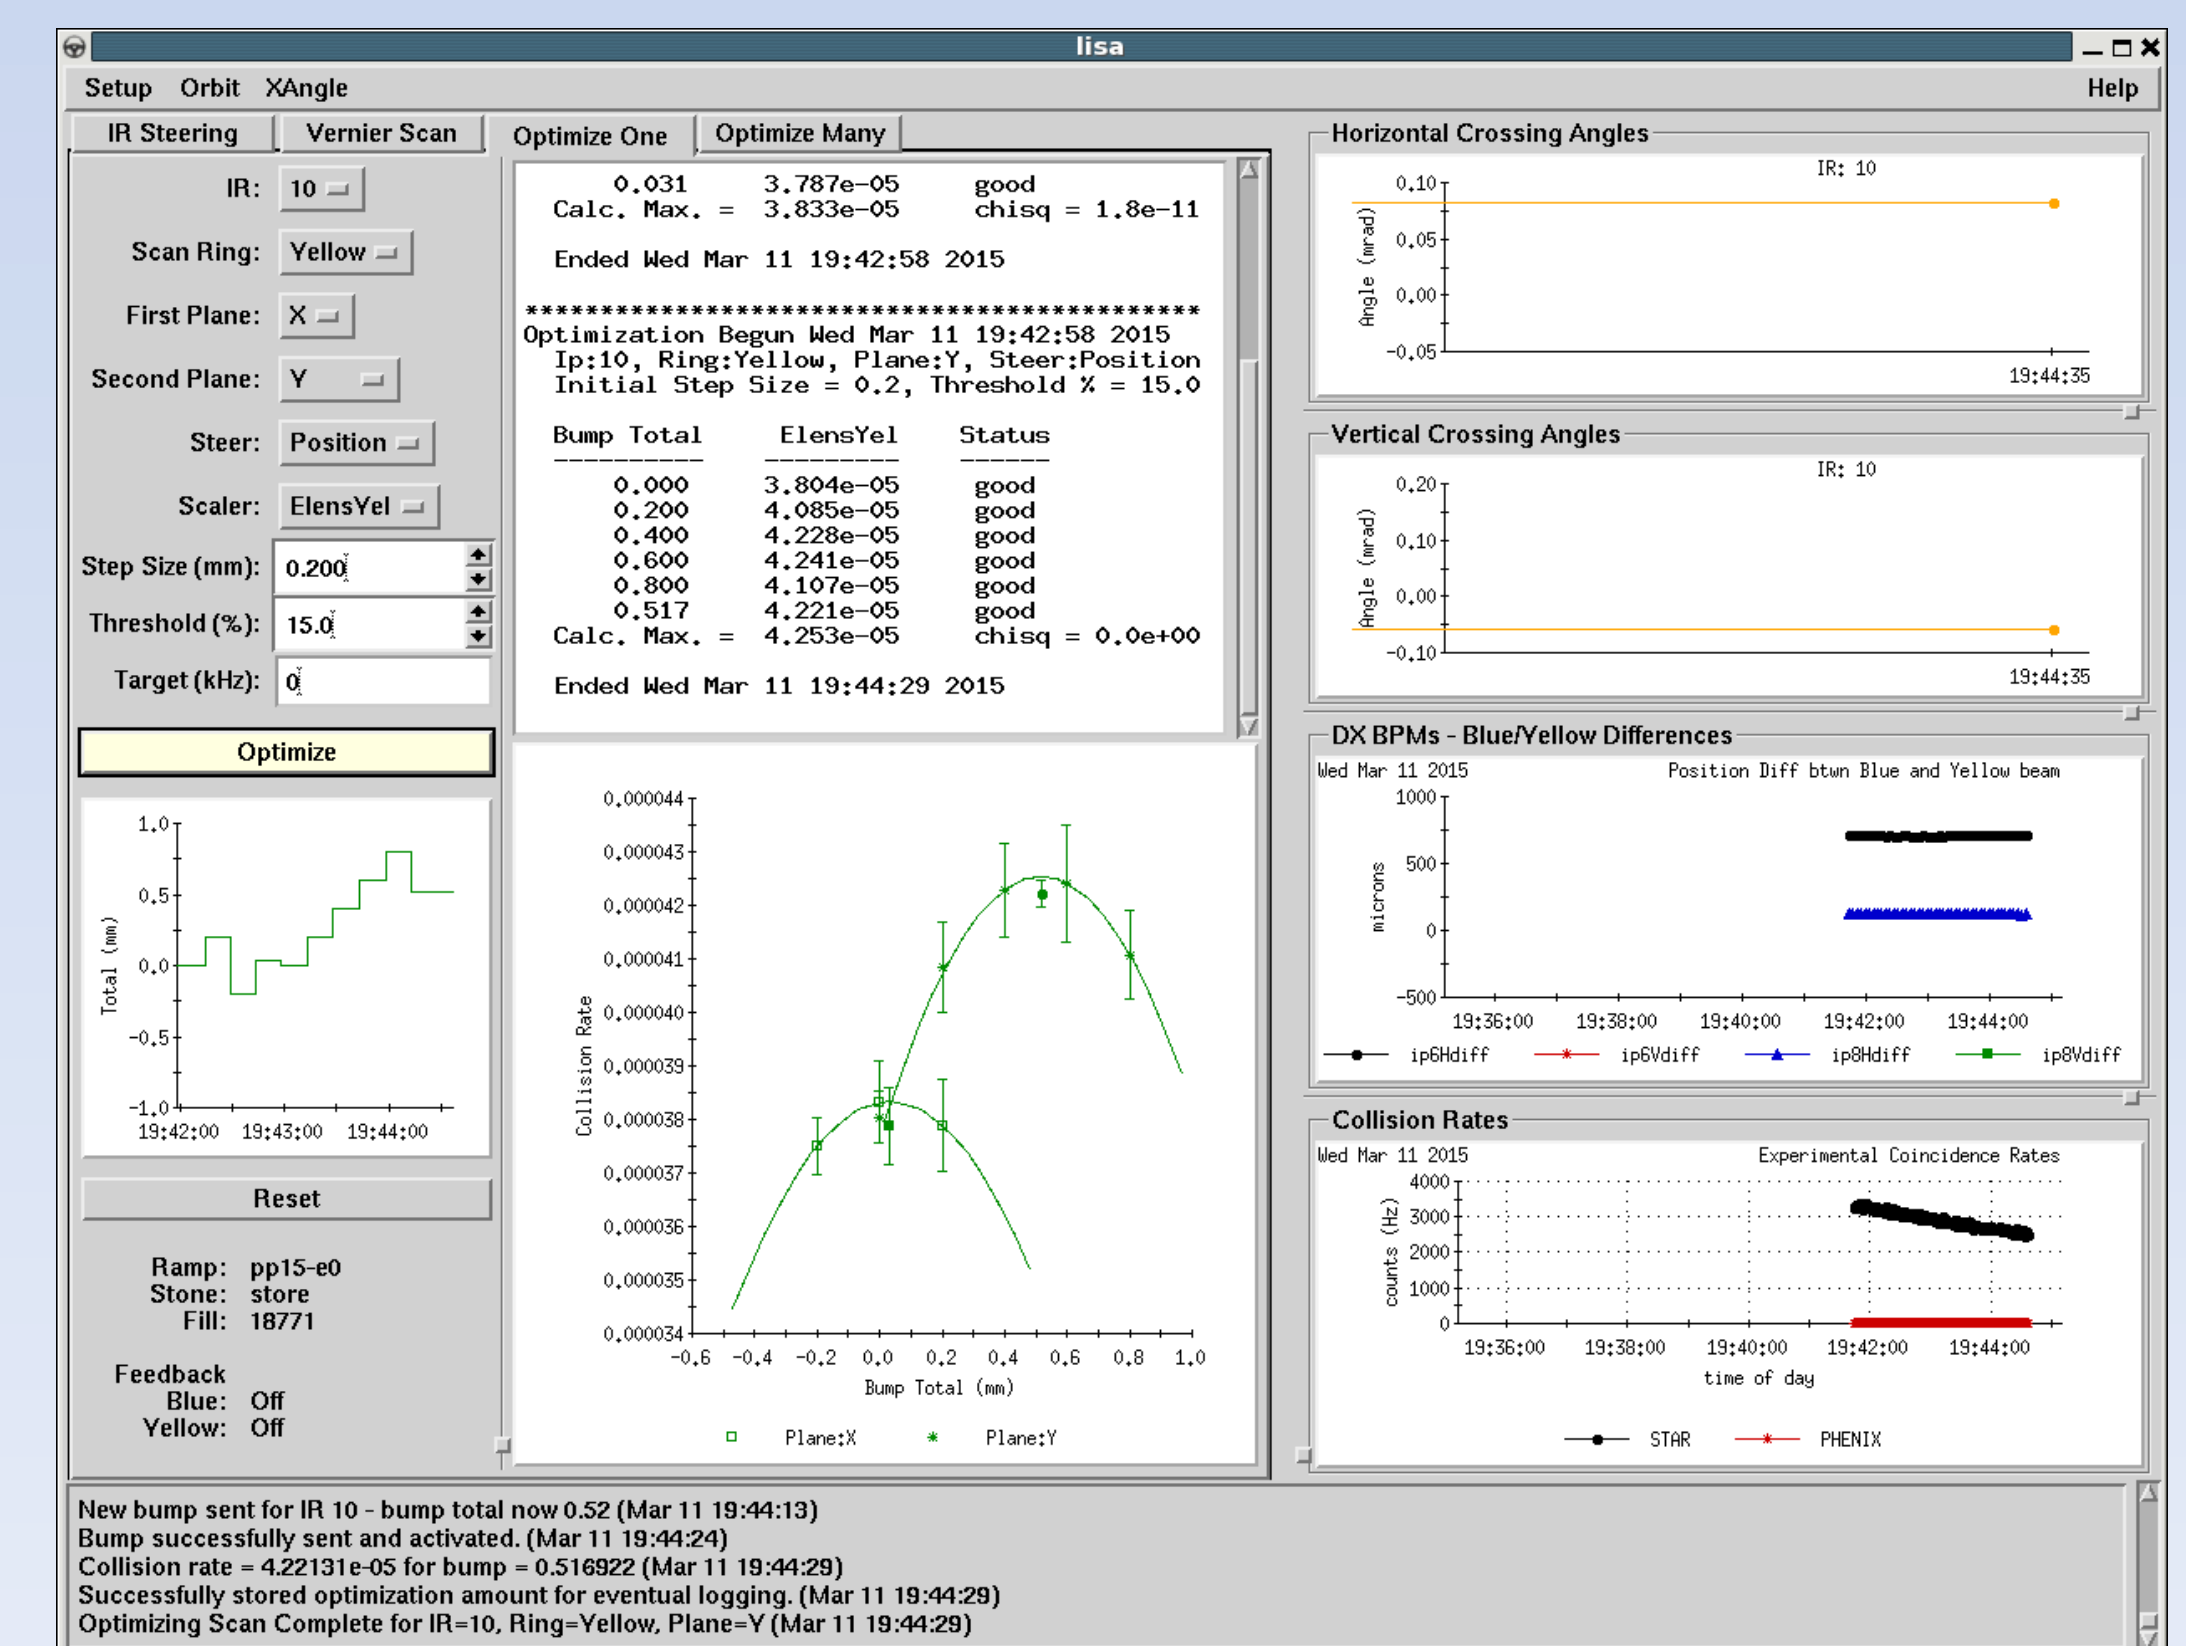 lisa
Setup Orbit XAngle Help
IR Steering Vernier Scan Optimize One Optimize Many
IR: 10
Scan Ring: Yellow
First Plane: X
Second Plane: Y
Steer: Position
Scaler: ElensYel
Step Size (mm): 0.200
Threshold (%): 15.0
Target (kHz): 0
Optimize
1.0
0.5
0.0
-0.5
-1.0
Total (mm)
19:42:00 19:43:00 19:44:00
Reset
Ramp: pp15-e0
Stone: store
Fill: 18771
Feedback
Blue: Off
Yellow: Off
0.031 3.787e-05 good
Calc. Max. = 3.833e-05 chisq = 1.8e-11
Ended Wed Mar 11 19:42:58 2015
*********************************************
Optimization Begun Wed Mar 11 19:42:58 2015
Ip:10, Ring:Yellow, Plane:Y, Steer:Position
Initial Step Size = 0.2, Threshold % = 15.0
Bump Total ElensYel Status
---------- --------- ------
0.000 3.804e-05 good
0.200 4.085e-05 good
0.400 4.228e-05 good
0.600 4.241e-05 good
0.800 4.107e-05 good
0.517 4.221e-05 good
Calc. Max. = 4.253e-05 chisq = 0.0e+00
Ended Wed Mar 11 19:44:29 2015
0.000044
0.000043
0.000042
0.000041
0.000040
0.000039
0.000038
0.000037
0.000036
0.000035
0.000034
Collision Rate
-0.6 -0.4 -0.2 0.0 0.2 0.4 0.6 0.8 1.0
Bump Total (mm)
Plane:X Plane:Y
Horizontal Crossing Angles
IR: 10
0.10
0.05
0.00
-0.05
Angle (mrad)
19:44:35
Vertical Crossing Angles
IR: 10
0.20
0.10
0.00
-0.10
Angle (mrad)
19:44:35
DX BPMs - Blue/Yellow Differences
Wed Mar 11 2015 Position Diff btwn Blue and Yellow beam
1000
500
0
-500
microns
19:36:00 19:38:00 19:40:00 19:42:00 19:44:00
ip6Hdiff ip6Vdiff ip8Hdiff ip8Vdiff
Collision Rates
Wed Mar 11 2015 Experimental Coincidence Rates
4000
3000
2000
1000
0
counts (Hz)
19:36:00 19:38:00 19:40:00 19:42:00 19:44:00
time of day
STAR PHENIX
New bump sent for IR 10 - bump total now 0.52 (Mar 11 19:44:13)
Bump successfully sent and activated. (Mar 11 19:44:24)
Collision rate = 4.22131e-05 for bump = 0.516922 (Mar 11 19:44:29)
Successfully stored optimization amount for eventual logging. (Mar 11 19:44:29)
Optimizing Scan Complete for IR=10, Ring=Yellow, Plane=Y (Mar 11 19:44:29)